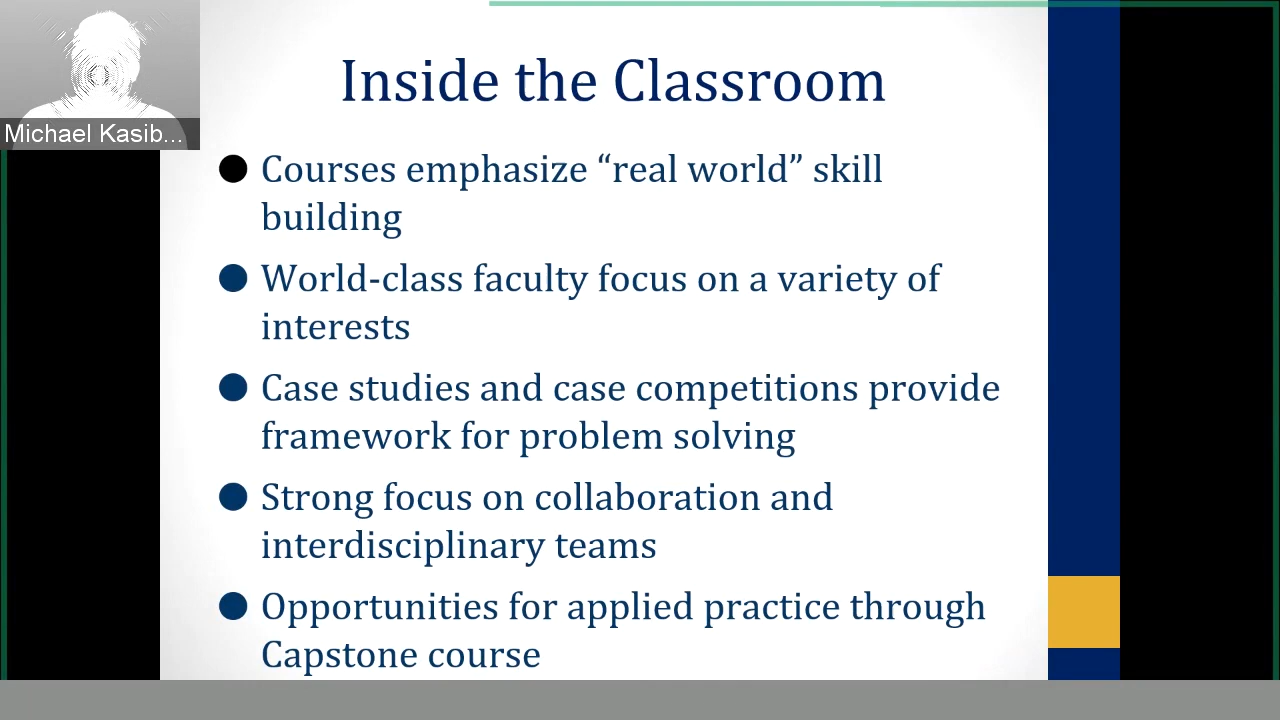 Inside the Classroom
Michael Kasib...
● Courses emphasize “real world” skill
building
● World-class faculty focus on a variety of
interests
● Case studies and case competitions provide
framework for problem solving
● Strong focus on collaboration and
interdisciplinary teams
● Opportunities for applied practice through
Capstone course